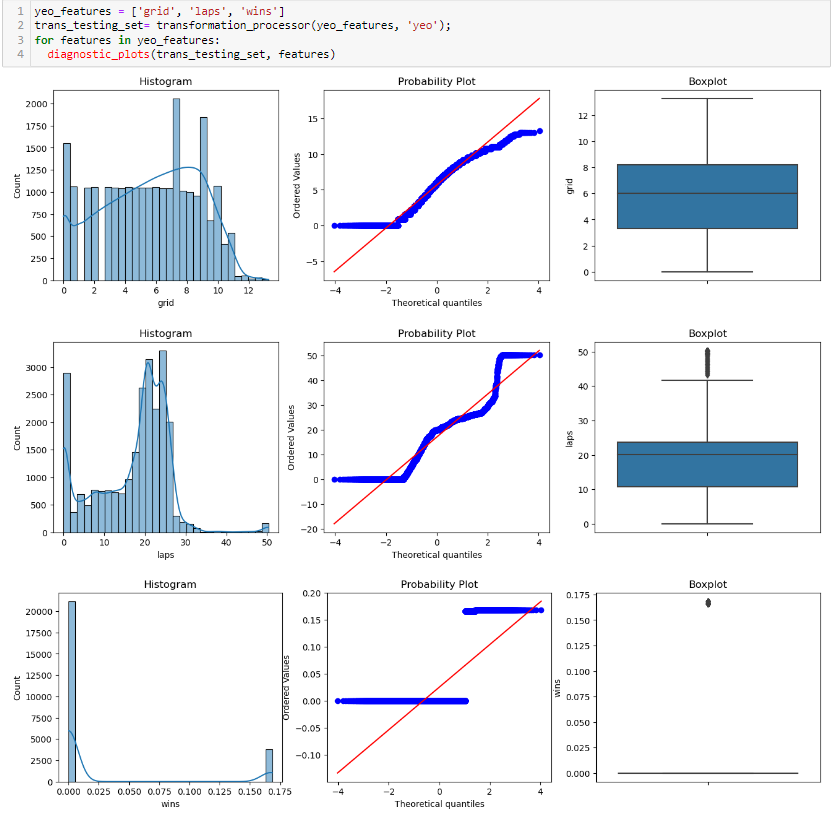 1 yeo_features = ['grid', 'laps', 'wins']
2 trans_testing_set= transformation_processor(yeo_features, 'yeo');
3 for features in yeo_features:
4 diagnostic_plots(trans_testing_set, features)
Histogram
Probability Plot
Boxplot
2000
1750
1500
1250
1000
750
500
250
0
Count
0 2 4 6 8 10 12
grid
15
10
5
0
−5
Ordered Values
−4 −2 0 2 4
Theoretical quantiles
12
10
8
6
4
2
0
grid
Histogram
Probability Plot
Boxplot
3000
2500
2000
1500
1000
500
0
Count
0 10 20 30 40 50
laps
50
40
30
20
10
0
−10
−20
Ordered Values
−4 −2 0 2 4
Theoretical quantiles
50
40
30
20
10
0
laps
Histogram
Probability Plot
Boxplot
20000
17500
15000
12500
10000
7500
5000
2500
0
Count
0.000 0.025 0.050 0.075 0.100 0.125 0.150 0.175
wins
0.20
0.15
0.10
0.05
0.00
−0.05
−0.10
Ordered Values
−4 −2 0 2 4
Theoretical quantiles
0.175
0.150
0.125
0.100
0.075
0.050
0.025
0.000
wins